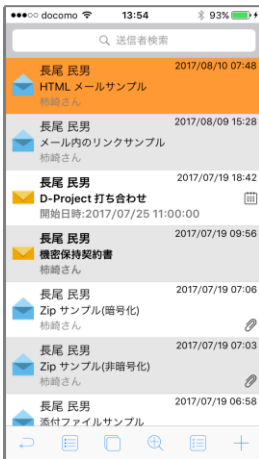 docomo 13:54 93%
送信者検索
長尾 民男 2017/08/10 07:48
HTML メールサンプル
柿崎さん
長尾 民男 2017/08/09 15:28
メール内のリンクサンプル
柿崎さん
長尾 民男 2017/07/19 18:42
D-Project 打ち合わせ
開始日時:2017/07/25 11:00:00
長尾 民男 2017/07/19 09:56
機密保持契約書
柿崎さん
長尾 民男 2017/07/19 07:06
Zip サンプル(暗号化)
柿崎さん
長尾 民男 2017/07/19 07:03
Zip サンプル(非暗号化)
柿崎さん
長尾 民男 2017/07/19 06:58
添付ファイルサンプル